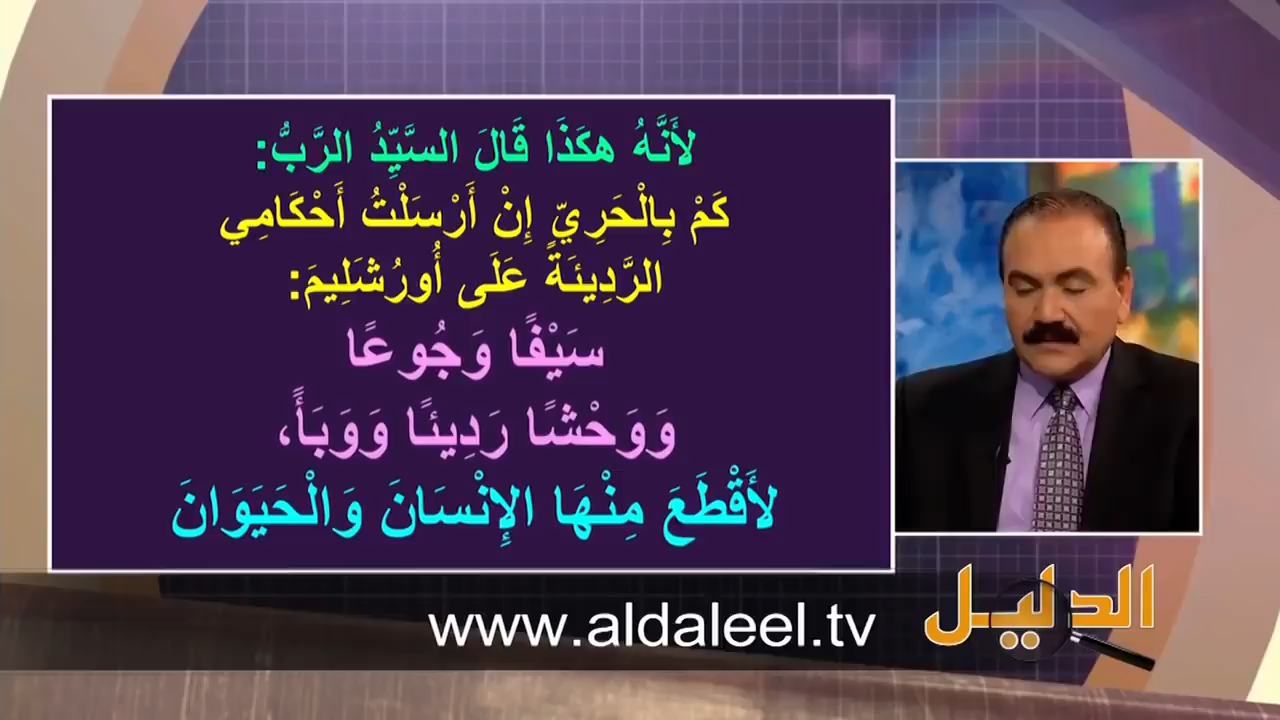 لأَنَّهُ هكَذَا قَالَ السَّيِّدُ الرَّبُّ:
كَمْ بِالْحَرِيِّ إِنْ أَرْسَلْتُ أَحْكَامِي
الرَّدِيئَةَ عَلَى أُورُشَلِيمَ:
سَيْفًا وَجُوعًا
وَوَحْشًا رَدِيئًا وَوَبَأً،
لأَقْطَعَ مِنْهَا الإِنْسَانَ وَالْحَيَوَانَ
الدليل
www.aldaleel.tv